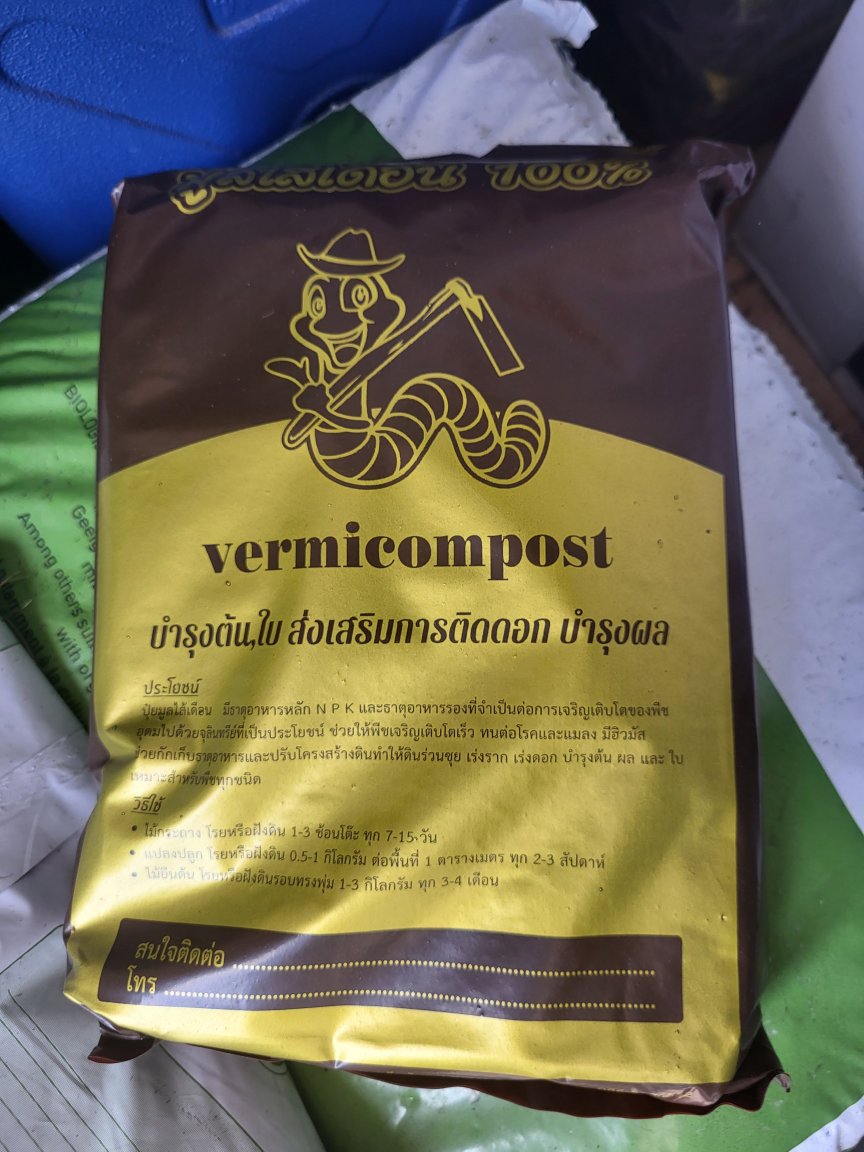 มูลไส้เดือน 100%
vermicompost
บำรุงต้น,ใบ ส่งเสริมการติดดอก บำรุงผล
ประโยชน์
ปุ๋ยมูลไส้เดือน มีธาตุอาหารหลัก N P K และธาตุอาหารรองที่จำเป็นต่อการเจริญเติบโตของพืช
อุดมไปด้วยจุลินทรีย์ที่เป็นประโยชน์ ช่วยให้พืชเจริญเติบโตเร็ว ทนต่อโรคและแมลง มีฮิวมัส
ช่วยกักเก็บธาตุอาหารและปรับโครงสร้างดินทำให้ดินร่วนซุย เร่งราก เร่งดอก บำรุงต้น ผล และ ใบ
เหมาะสำหรับพืชทุกชนิด
วิธีใช้
• ไม้กระถาง โรยหรือฝังดิน 1-3 ช้อนโต๊ะ ทุก 7-15 วัน
• แปลงปลูก โรยหรือฝังดิน 0.5-1 กิโลกรัม ต่อพื้นที่ 1 ตารางเมตร ทุก 2-3 สัปดาห์
• ไม้ยืนต้น โรยหรือฝังดินรอบทรงพุ่ม 1-3 กิโลกรัม ทุก 3-4 เดือน
สนใจติดต่อ
โทร
Among others
with